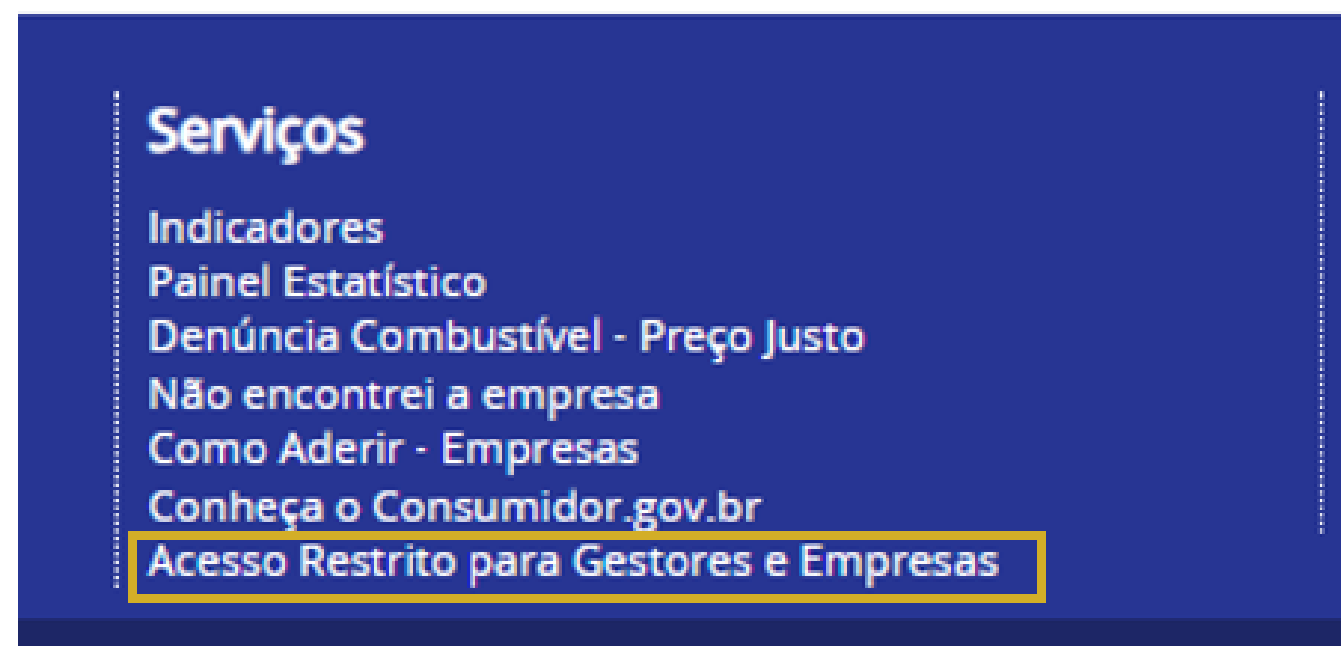 Serviços
Indicadores
Painel Estatístico
Denúncia Combustível - Preço Justo
Não encontrei a empresa
Como Aderir - Empresas
Conheça o Consumidor.gov.br
Acesso Restrito para Gestores e Empresas